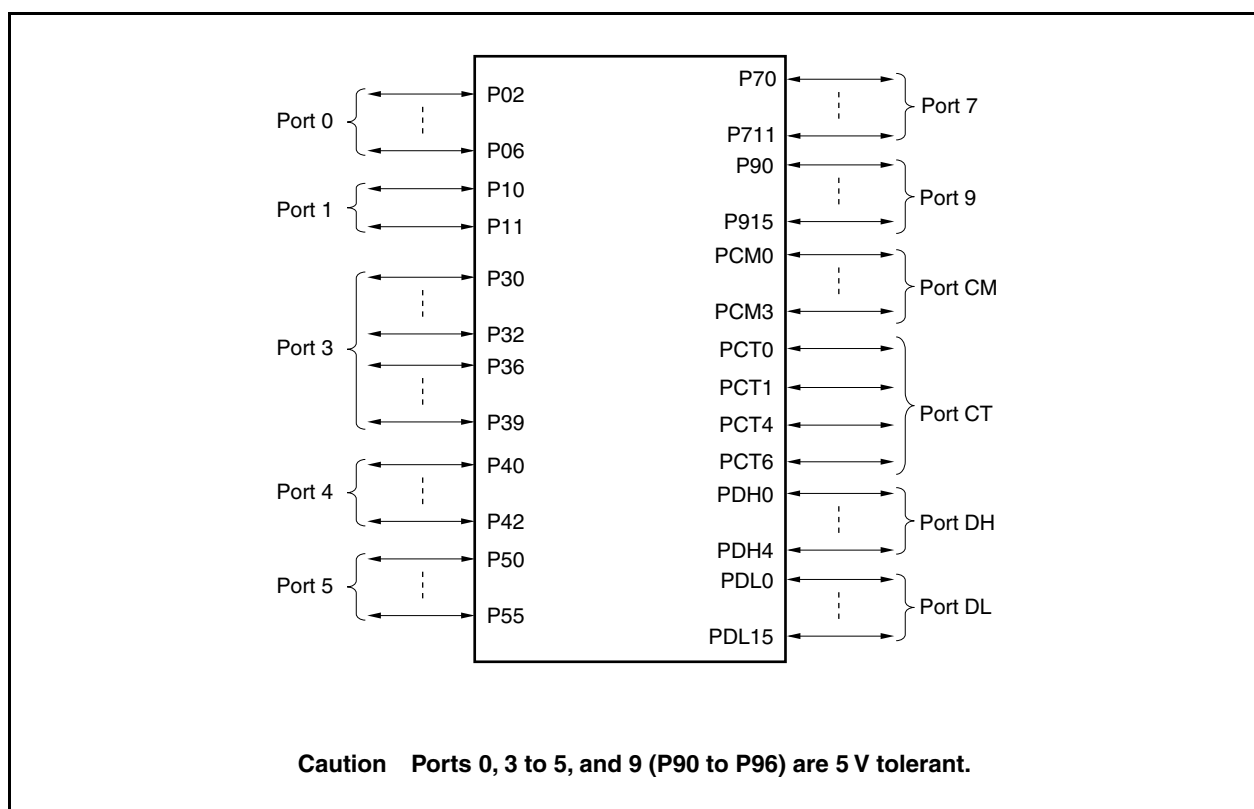 Port 0
P02
P06
Port 1
P10
P11
Port 3
P30
P32
P36
P39
Port 4
P40
P42
Port 5
P50
P55
P70
P711
Port 7
P90
P915
Port 9
PCM0
PCM3
Port CM
PCT0
PCT1
PCT4
PCT6
Port CT
PDH0
PDH4
Port DH
PDL0
PDL15
Port DL
Caution Ports 0, 3 to 5, and 9 (P90 to P96) are 5 V tolerant.